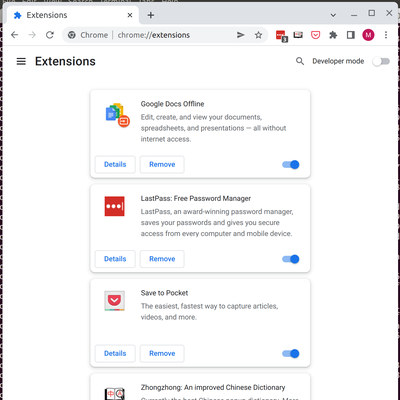 Extensions
Chrome | chrome://extensions
3
M
Extensions
Developer mode
Google Docs Offline
Edit, create, and view your documents,
spreadsheets, and presentations — all without
internet access.
Details
Remove
LastPass: Free Password Manager
LastPass, an award-winning password manager,
saves your passwords and gives you secure
access from every computer and mobile device.
Details
Remove
Save to Pocket
The easiest, fastest way to capture articles,
videos, and more.
Details
Remove
Zhongzhong: An improved Chinese Dictionary